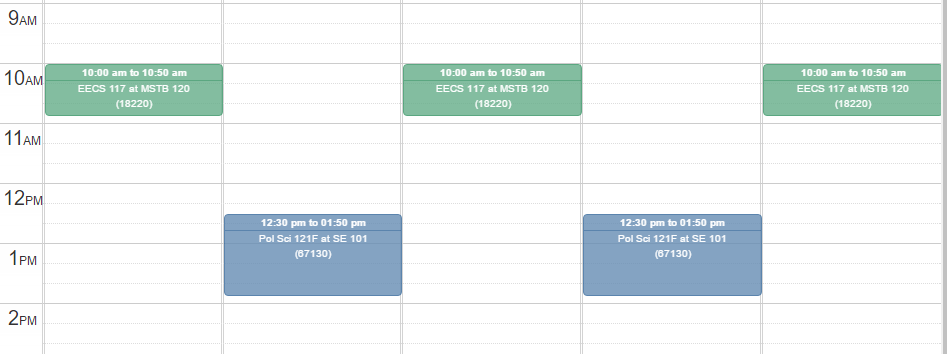 9AM
10AM
10:00 am to 10:50 am
EECS 117 at MSTB 120
(18220)
10:00 am to 10:50 am
EECS 117 at MSTB 120
(18220)
10:00 am to 10:50 am
EECS 117 at MSTB 120
(18220)
11AM
12PM
12:30 pm to 01:50 pm
Pol Sci 121F at SE 101
(67130)
12:30 pm to 01:50 pm
Pol Sci 121F at SE 101
(67130)
1PM
2PM